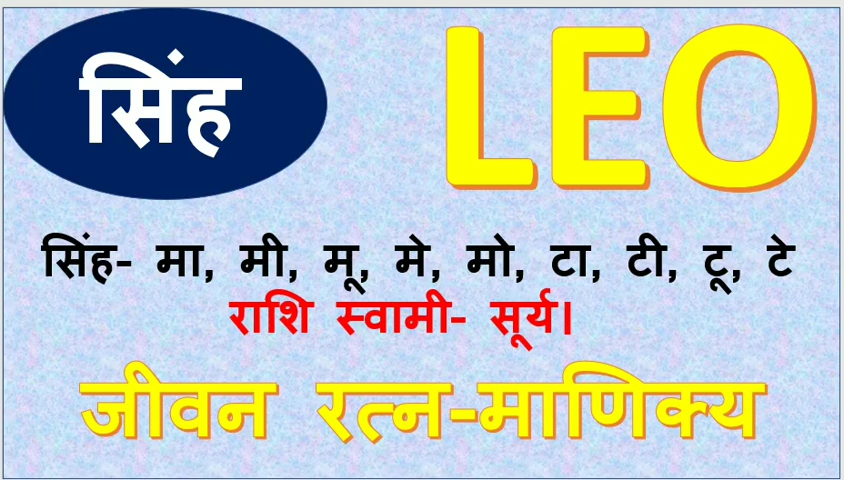 सिंह
LEO
सिंह- मा, मी, मू, मे, मो, टा, टी, टू, टे
राशि स्वामी- सूर्य।
जीवन रत्न-माणिक्य